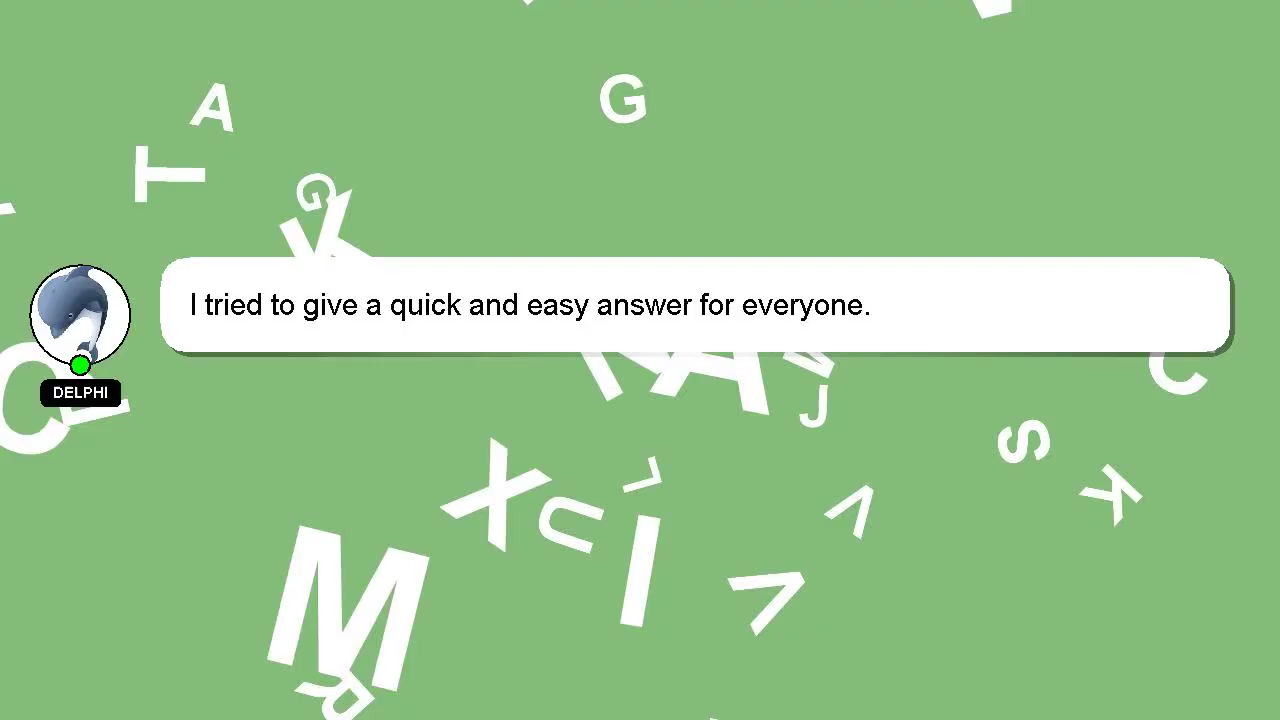 A
G
T
G
K
I tried to give a quick and easy answer for everyone.
DELPHI
C
A
J
C
S
K
X
U
L
V
I
V
M
R